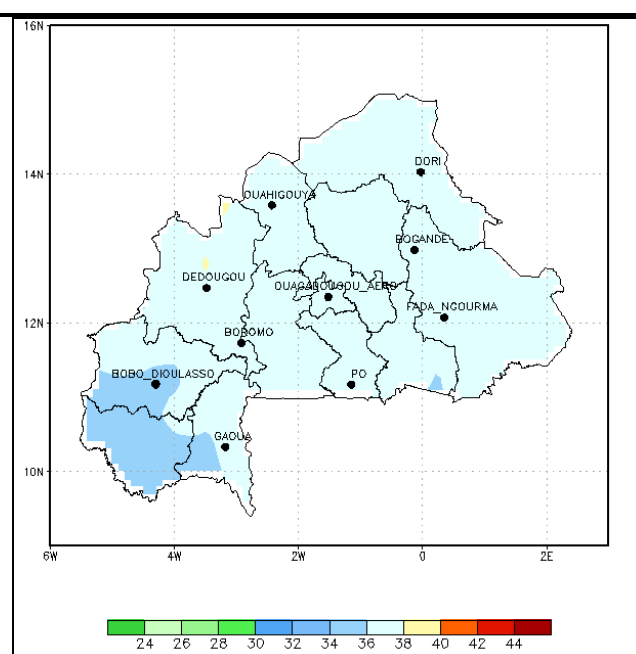 16N
DORI
14N
OUAHIGOUYA
BOGANDE
DEDOUGOU
OUAGADOUGOU_AERO
FADA_NGOURMA
12N
BOROMO
BOBO_DIOULASSO
PO
GAOUA
10N
6W 4W 2W 0 2E
24 26 28 30 32 34 36 38 40 42 44